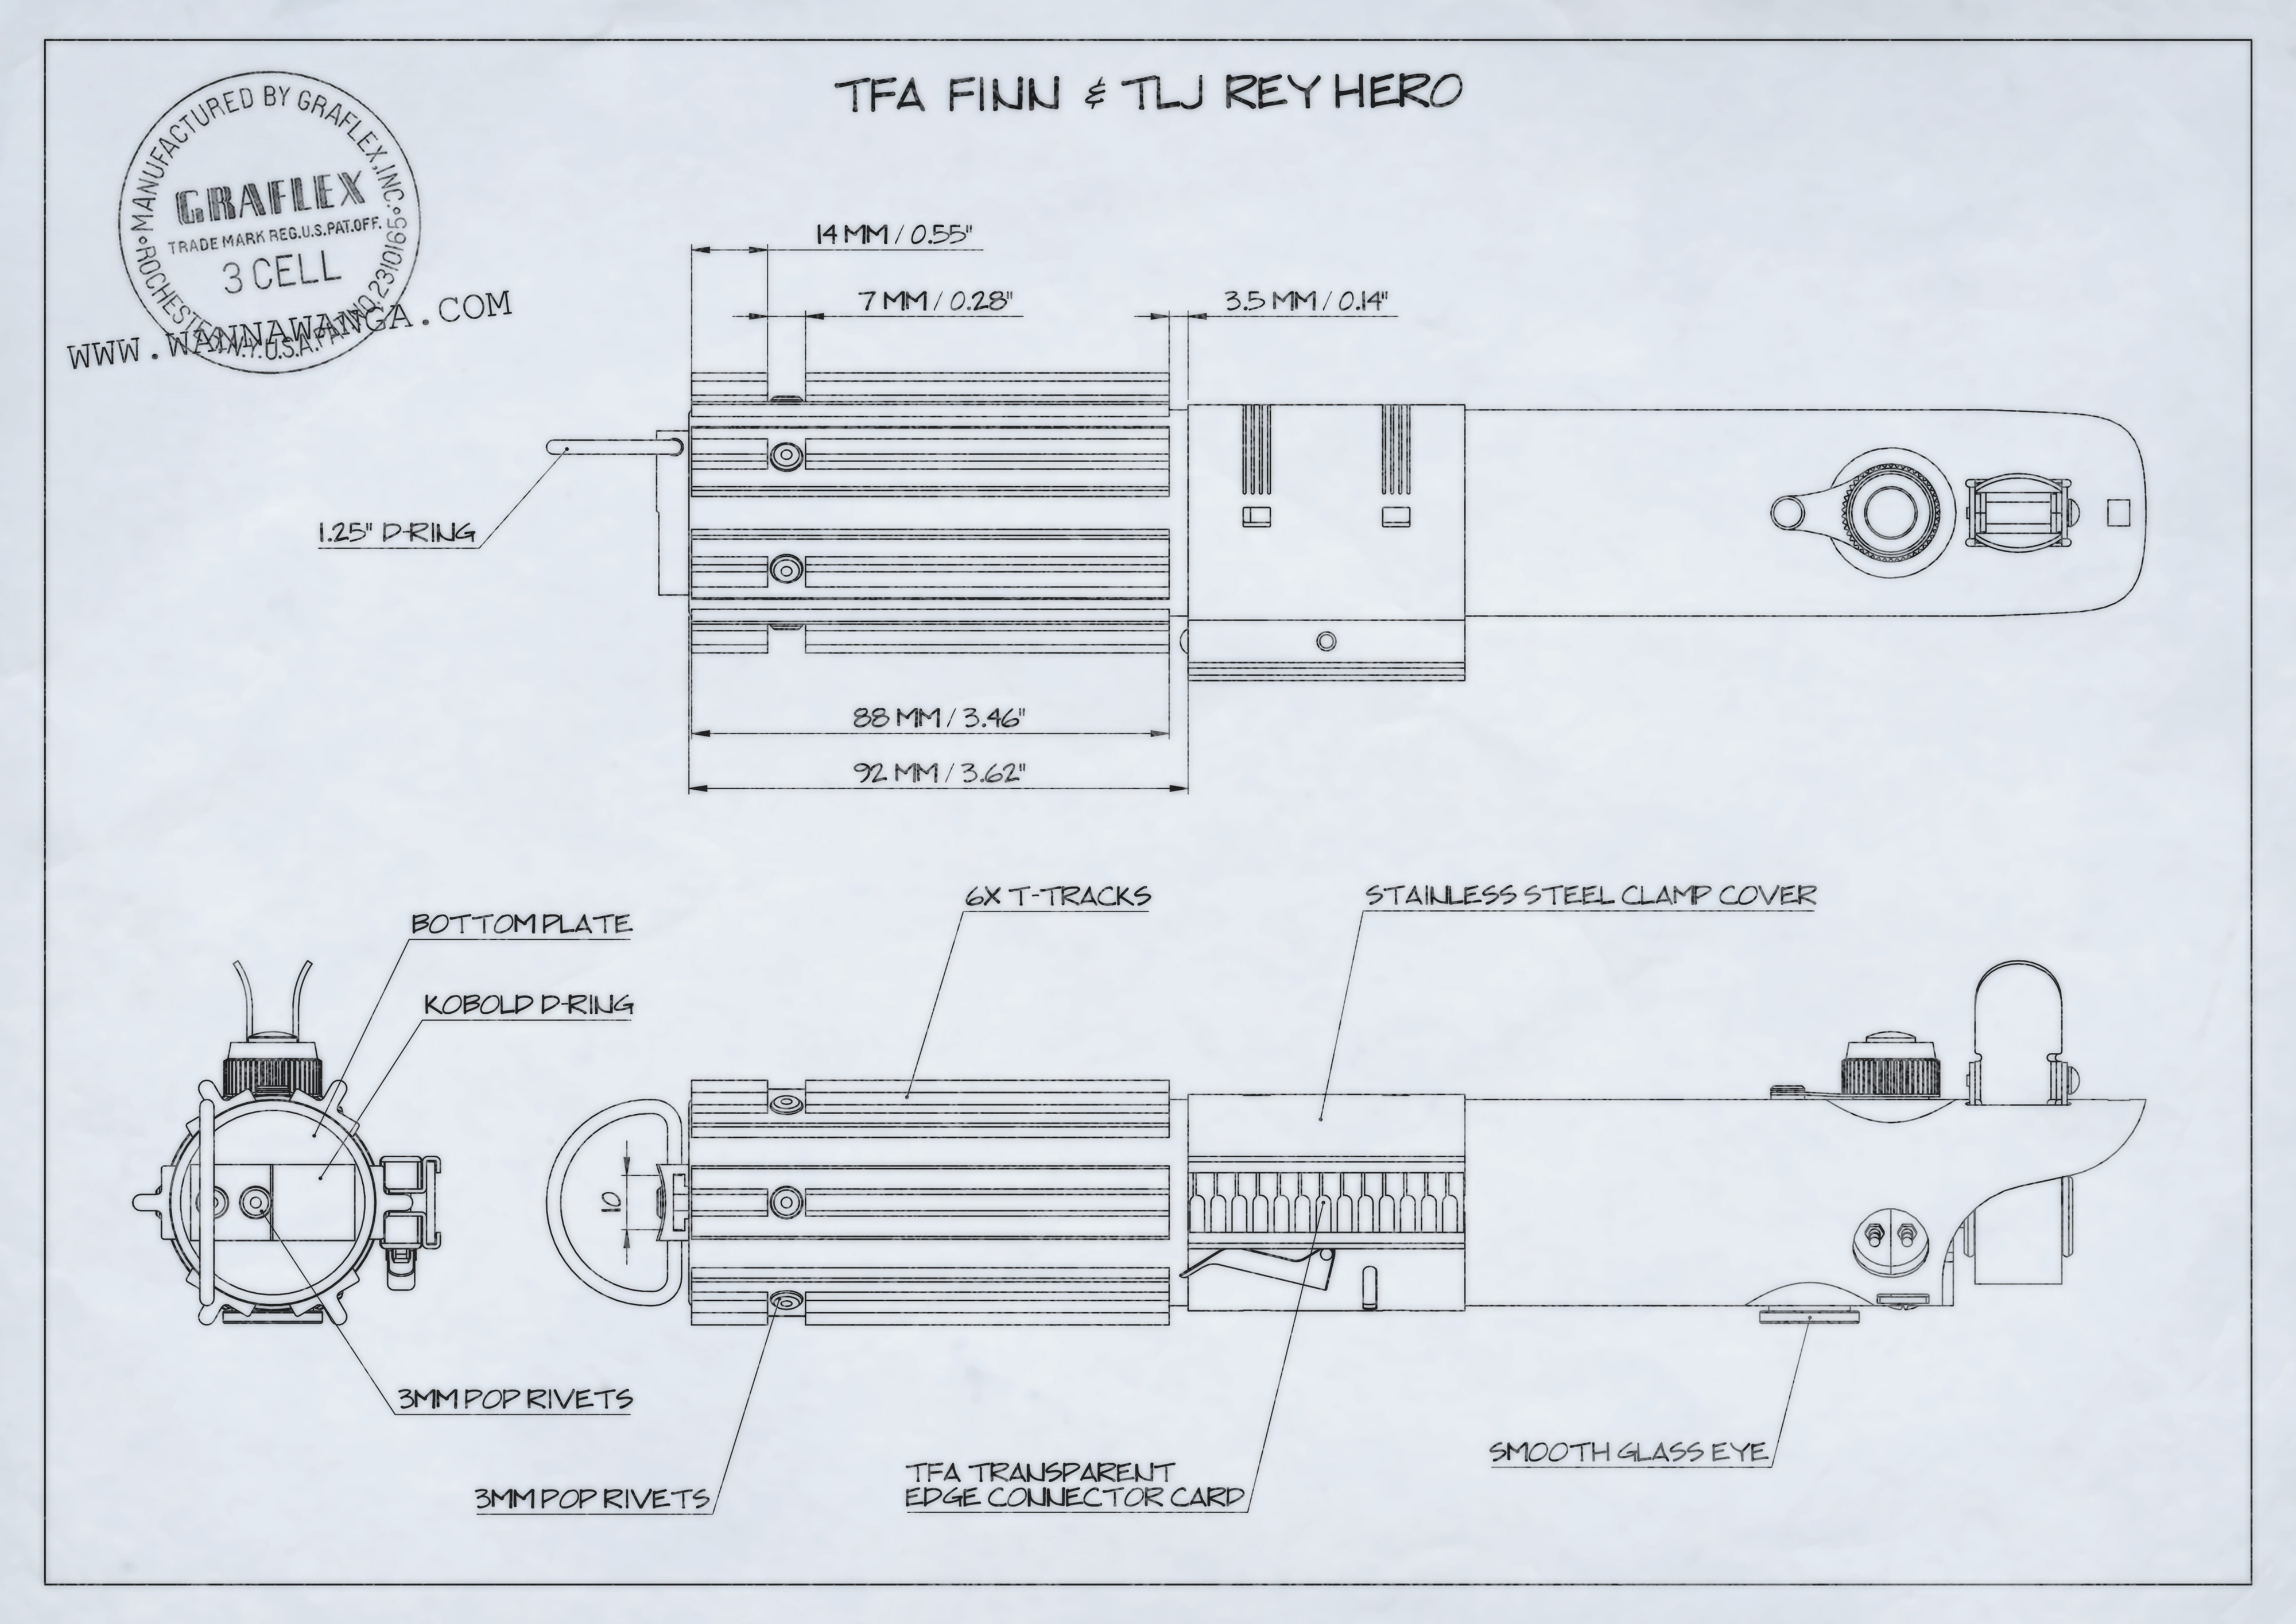 TFA FINN & TLJ REY HERO
MANUFACTURED BY GRAFLEX, INC.
GRAFLEX
TRADE MARK REG. U.S. PAT. OFF.
3 CELL
ROCHESTER N.Y. U.S.A. PAT. NO. 2310165
WWW.WANNAWANGA.COM
14 MM / 0.55"
7 MM / 0.28"
3.5 MM / 0.14"
1.25" D-RING
88 MM / 3.46"
92 MM / 3.62"
6X T-TRACKS
STAINLESS STEEL CLAMP COVER
BOTTOM PLATE
KOBOLD D-RING
10
3MM POP RIVETS
3MM POP RIVETS
TFA TRANSPARENT
EDGE CONNECTOR CARD
SMOOTH GLASS EYE